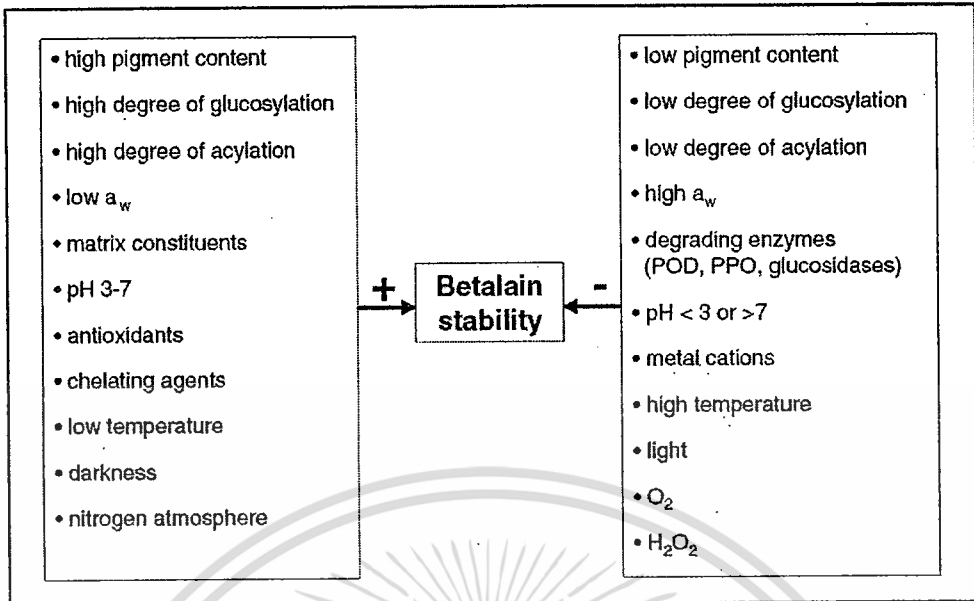 • high pigment content
• high degree of glucosylation
• high degree of acylation
• low a_w
• matrix constituents
• pH 3-7
• antioxidants
• chelating agents
• low temperature
• darkness
• nitrogen atmosphere
+
Betalain
stability
-
• low pigment content
• low degree of glucosylation
• low degree of acylation
• high a_w
• degrading enzymes
(POD, PPO, glucosidases)
• pH < 3 or >7
• metal cations
• high temperature
• light
• O₂
• H₂O₂